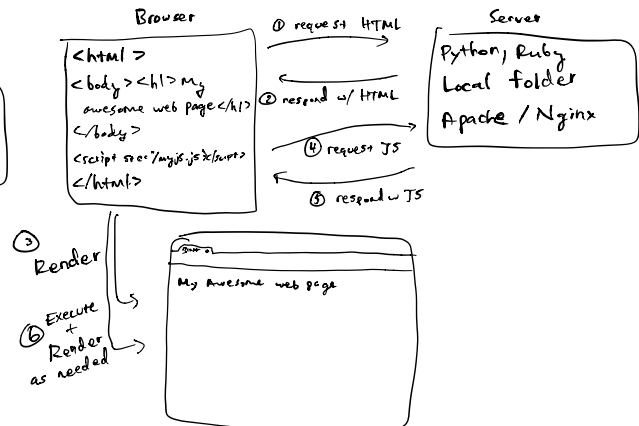 Browser
① request HTML
Server
<html>
<body><h1>My
awesome web page</h1>
</body>
<script src="/myjs.js"></script>
</html>
② respond w/ HTML
④ request JS
⑤ respond w JS
Python, Ruby
Local folder
Apache / Nginx
③
Render
⑥ Execute
+
Render
as needed
My Awesome web page